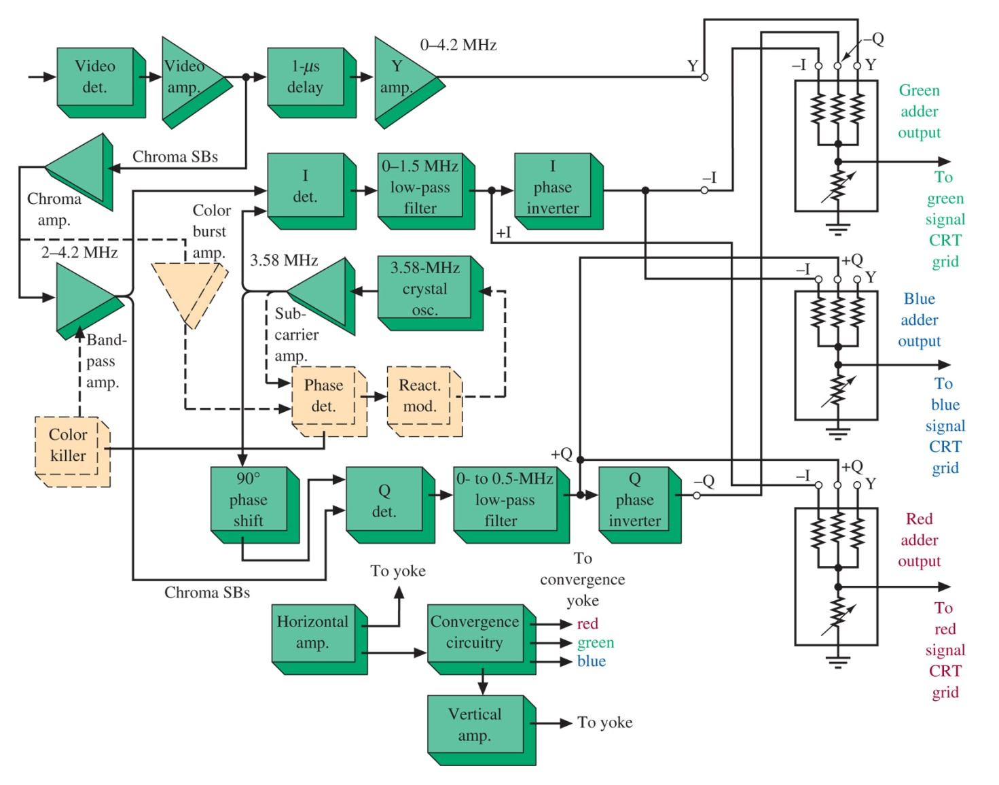 Video
det.
Video
amp.
1-μs
delay
Y
amp.
0–4.2 MHz
Y
–I
–Q
Y
Green
adder
output
To
green
signal
CRT
grid
Chroma SBs
Chroma
amp.
I
det.
0–1.5 MHz
low-pass
filter
I
phase
inverter
–I
+I
Color
burst
amp.
2–4.2 MHz
3.58 MHz
3.58-MHz
crystal
osc.
Sub-
carrier
amp.
Band-
pass
amp.
–I
+Q
Y
Blue
adder
output
To
blue
signal
CRT
grid
Phase
det.
React.
mod.
Color
killer
+Q
90°
phase
shift
Q
det.
0- to 0.5-MHz
low-pass
filter
Q
phase
inverter
–Q
–I
+Q
Y
Red
adder
output
To
red
signal
CRT
grid
Chroma SBs
To yoke
To
convergence
yoke
Horizontal
amp.
Convergence
circuitry
red
green
blue
Vertical
amp.
To yoke